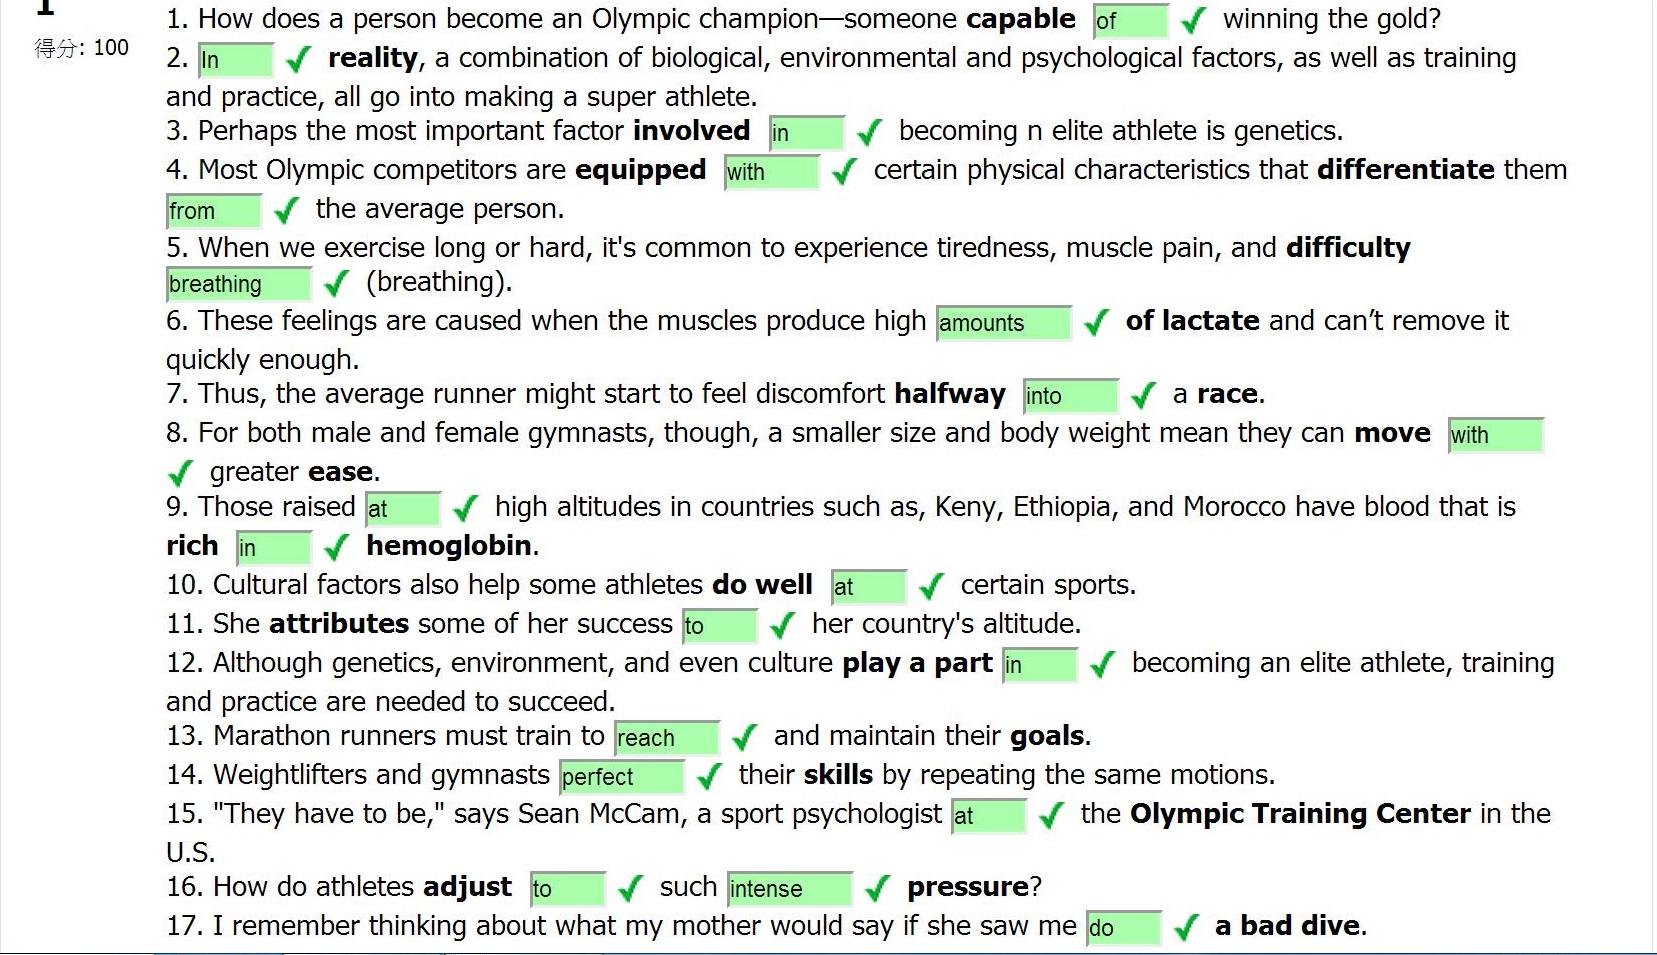 1
得分: 100
1. How does a person become an Olympic champion—someone capable of winning the gold?
2. In reality, a combination of biological, environmental and psychological factors, as well as training
and practice, all go into making a super athlete.
3. Perhaps the most important factor involved in becoming n elite athlete is genetics.
4. Most Olympic competitors are equipped with certain physical characteristics that differentiate them
from the average person.
5. When we exercise long or hard, it's common to experience tiredness, muscle pain, and difficulty
breathing (breathing).
6. These feelings are caused when the muscles produce high amounts of lactate and can’t remove it
quickly enough.
7. Thus, the average runner might start to feel discomfort halfway into a race.
8. For both male and female gymnasts, though, a smaller size and body weight mean they can move with
greater ease.
9. Those raised at high altitudes in countries such as, Keny, Ethiopia, and Morocco have blood that is
rich in hemoglobin.
10. Cultural factors also help some athletes do well at certain sports.
11. She attributes some of her success to her country's altitude.
12. Although genetics, environment, and even culture play a part in becoming an elite athlete, training
and practice are needed to succeed.
13. Marathon runners must train to reach and maintain their goals.
14. Weightlifters and gymnasts perfect their skills by repeating the same motions.
15. "They have to be," says Sean McCam, a sport psychologist at the Olympic Training Center in the
U.S.
16. How do athletes adjust to such intense pressure?
17. I remember thinking about what my mother would say if she saw me do a bad dive.